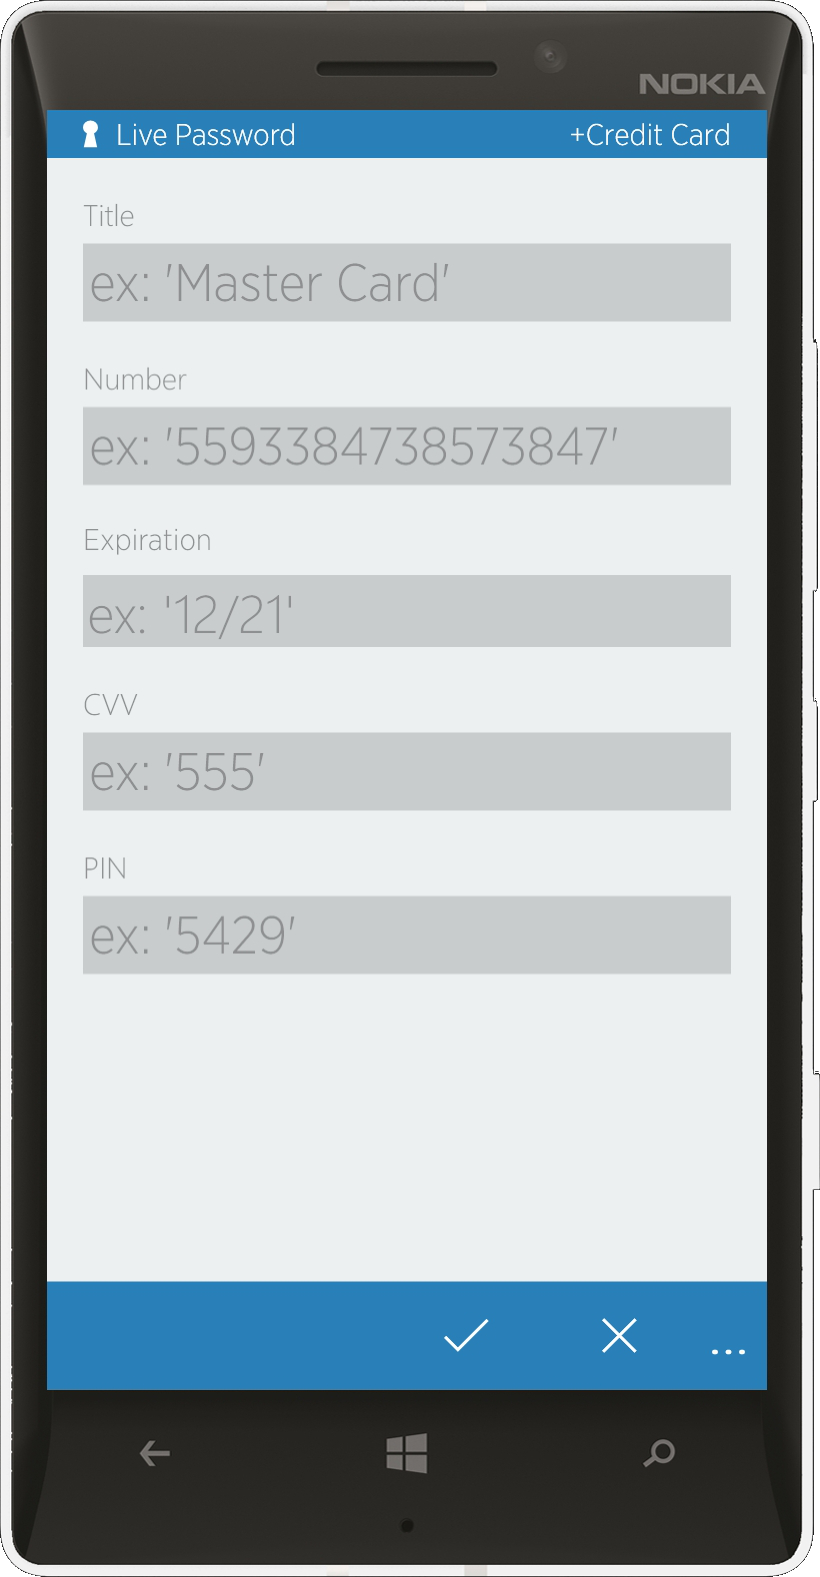 NOKIA
Live Password +Credit Card
Title
ex: 'Master Card'
Number
ex: '5593384738573847'
Expiration
ex: '12/21'
CVV
ex: '555'
PIN
ex: '5429'
...